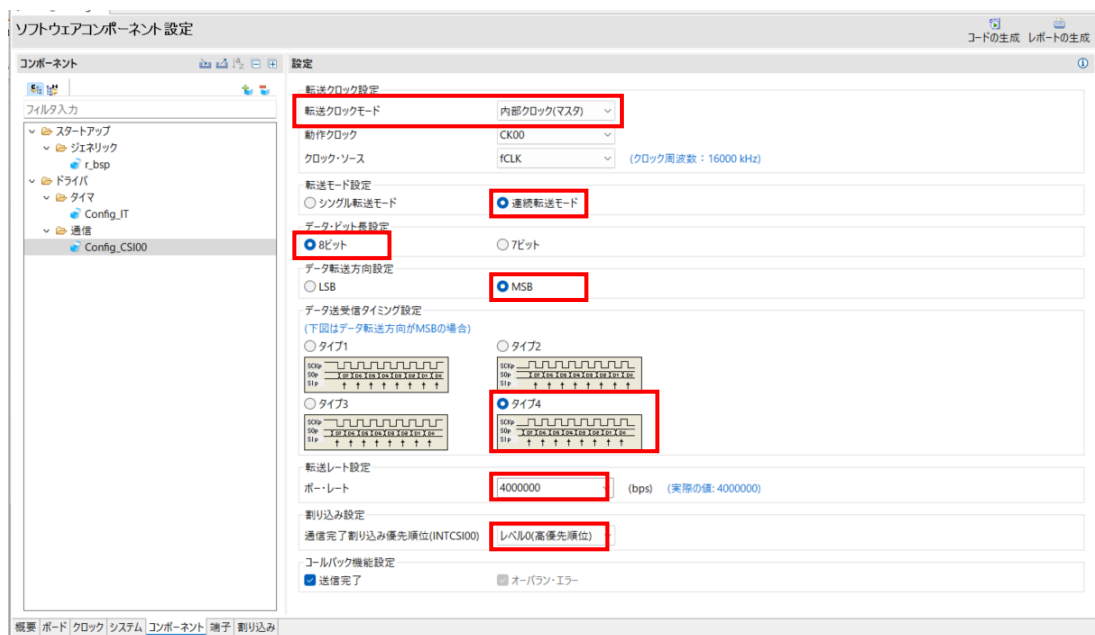 ソフトウェアコンポーネント設定
コードの生成 レポートの生成
コンポーネント
設定
フィルタ入力
スタートアップ
ジェネリック
r_bsp
ドライバ
タイマ
Config_IT
通信
Config_CSI00
転送クロック設定
転送クロックモード 内部クロック(マスタ)
動作クロック CK00
クロック・ソース fCLK (クロック周波数：16000 kHz)
転送モード設定
シングル転送モード 連続転送モード
データ・ビット長設定
8ビット 7ビット
データ転送方向設定
LSB MSB
データ送受信タイミング設定
(下図はデータ転送方向がMSBの場合)
タイプ1 タイプ2
SCKp SCKp
SOp SOp
SIp SIp
タイプ3 タイプ4
SCKp SCKp
SOp SOp
SIp SIp
転送レート設定
ボー・レート 4000000 (bps) (実際の値: 4000000)
割り込み設定
通信完了割り込み優先順位(INTCSI00) レベル0(高優先順位)
コールバック機能設定
送信完了 オーバラン・エラー
概要 ボード クロック システム コンポーネント 端子 割り込み